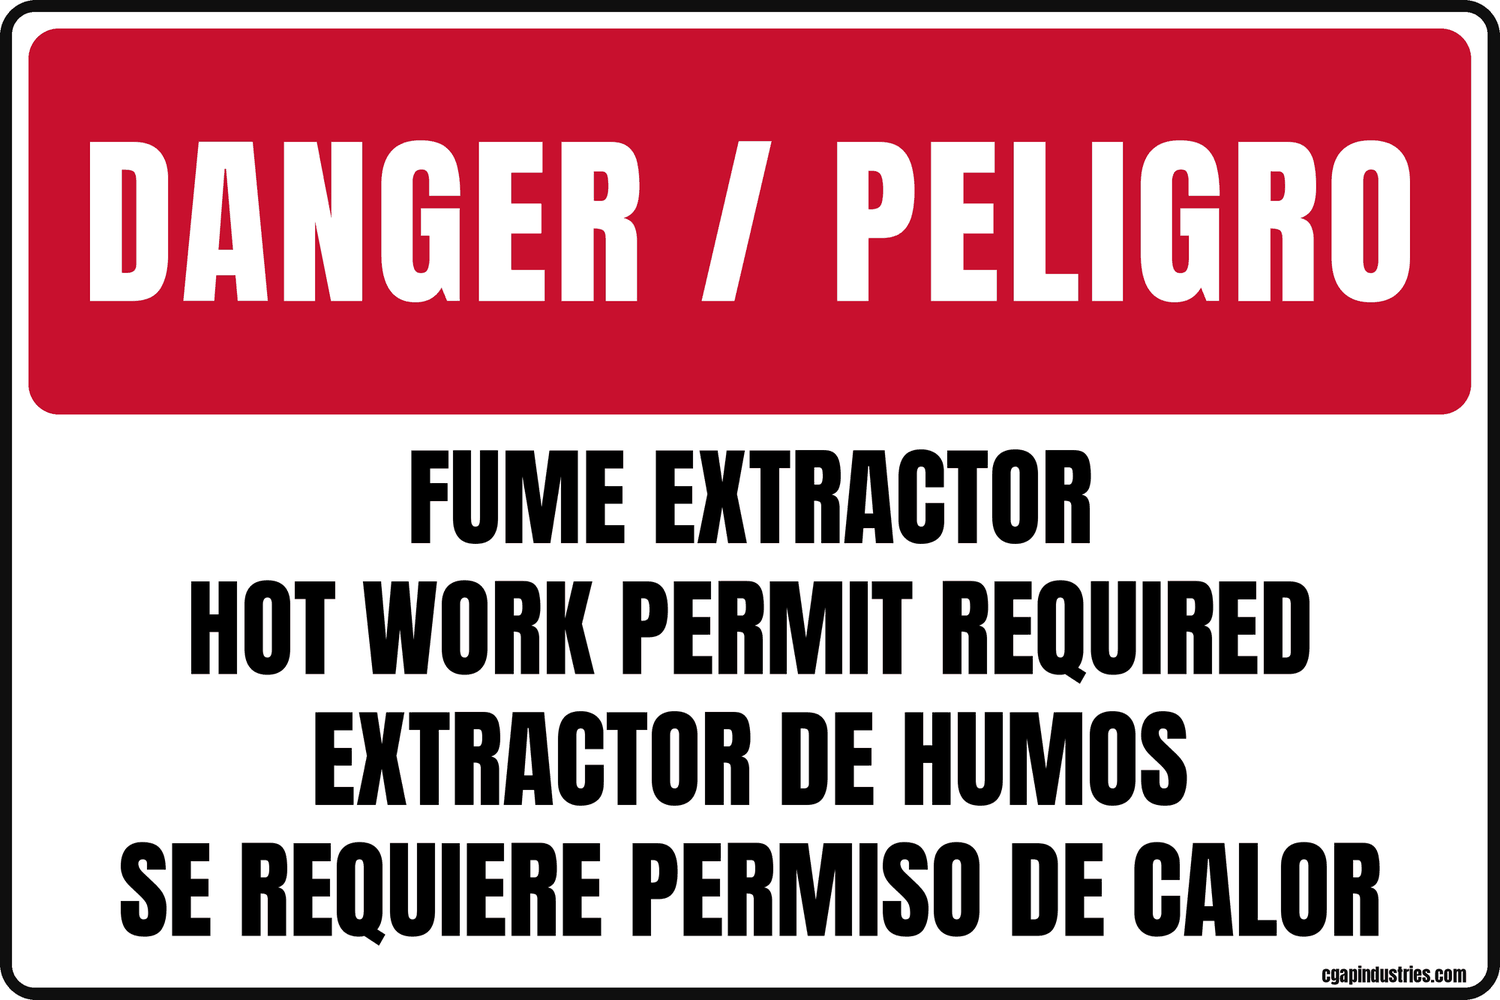 DANGER / PELIGRO
FUME EXTRACTOR
HOT WORK PERMIT REQUIRED
EXTRACTOR DE HUMOS
SE REQUIERE PERMISO DE CALOR
cgapindustries.com